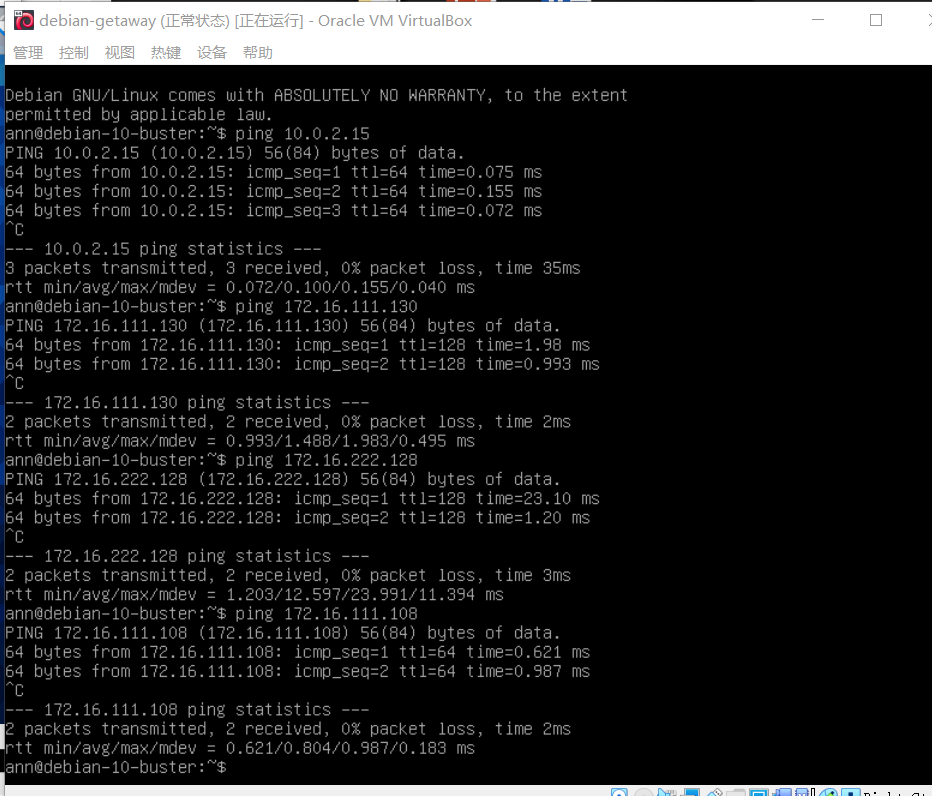 debian-getaway (正常状态) [正在运行] - Oracle VM VirtualBox
管理 控制 视图 热键 设备 帮助
Debian GNU/Linux comes with ABSOLUTELY NO WARRANTY, to the extent
permitted by applicable law.
ann@debian-10-buster:~$ ping 10.0.2.15
PING 10.0.2.15 (10.0.2.15) 56(84) bytes of data.
64 bytes from 10.0.2.15: icmp_seq=1 ttl=64 time=0.075 ms
64 bytes from 10.0.2.15: icmp_seq=2 ttl=64 time=0.155 ms
64 bytes from 10.0.2.15: icmp_seq=3 ttl=64 time=0.072 ms
^C
--- 10.0.2.15 ping statistics ---
3 packets transmitted, 3 received, 0% packet loss, time 35ms
rtt min/avg/max/mdev = 0.072/0.100/0.155/0.040 ms
ann@debian-10-buster:~$ ping 172.16.111.130
PING 172.16.111.130 (172.16.111.130) 56(84) bytes of data.
64 bytes from 172.16.111.130: icmp_seq=1 ttl=128 time=1.98 ms
64 bytes from 172.16.111.130: icmp_seq=2 ttl=128 time=0.993 ms
^C
--- 172.16.111.130 ping statistics ---
2 packets transmitted, 2 received, 0% packet loss, time 2ms
rtt min/avg/max/mdev = 0.993/1.488/1.983/0.495 ms
ann@debian-10-buster:~$ ping 172.16.222.128
PING 172.16.222.128 (172.16.222.128) 56(84) bytes of data.
64 bytes from 172.16.222.128: icmp_seq=1 ttl=128 time=23.10 ms
64 bytes from 172.16.222.128: icmp_seq=2 ttl=128 time=1.20 ms
^C
--- 172.16.222.128 ping statistics ---
2 packets transmitted, 2 received, 0% packet loss, time 3ms
rtt min/avg/max/mdev = 1.203/12.597/23.991/11.394 ms
ann@debian-10-buster:~$ ping 172.16.111.108
PING 172.16.111.108 (172.16.111.108) 56(84) bytes of data.
64 bytes from 172.16.111.108: icmp_seq=1 ttl=64 time=0.621 ms
64 bytes from 172.16.111.108: icmp_seq=2 ttl=64 time=0.987 ms
^C
--- 172.16.111.108 ping statistics ---
2 packets transmitted, 2 received, 0% packet loss, time 2ms
rtt min/avg/max/mdev = 0.621/0.804/0.987/0.183 ms
ann@debian-10-buster:~$